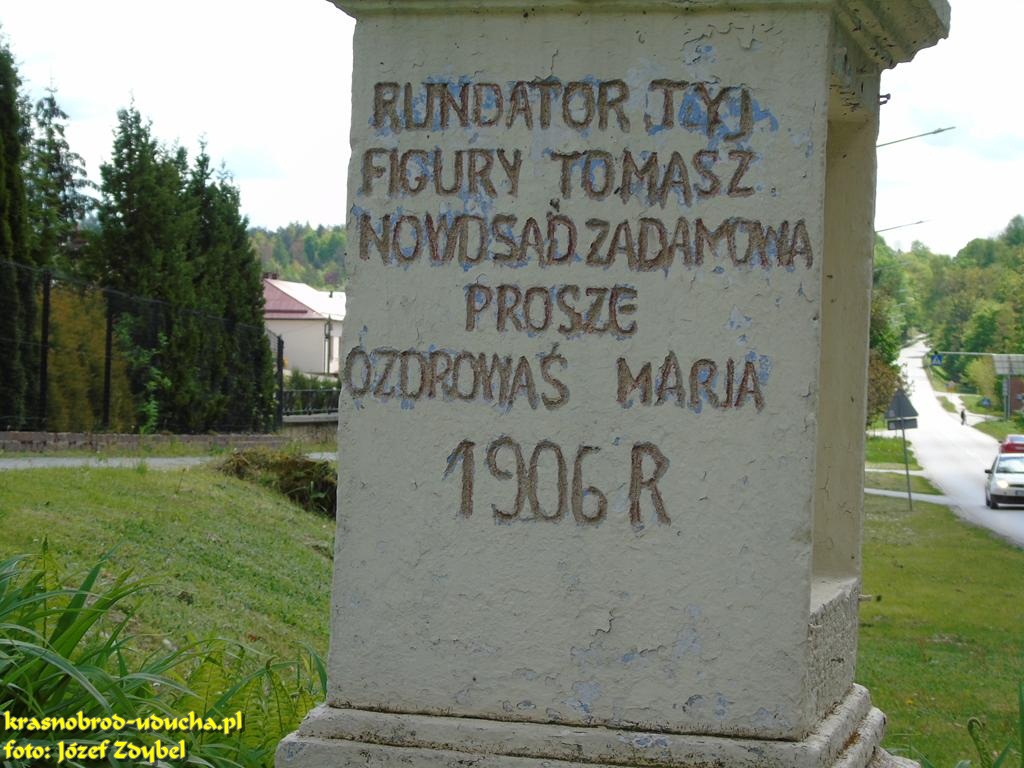 RUNDATOR TYJ
FIGURY TOMASZ
NOWOSAD ZADAMOWA
PROSZE
OZDROWAŚ MARJA
1906 R
krasnobrod-uducha.pl
foto: Józef Zdybel